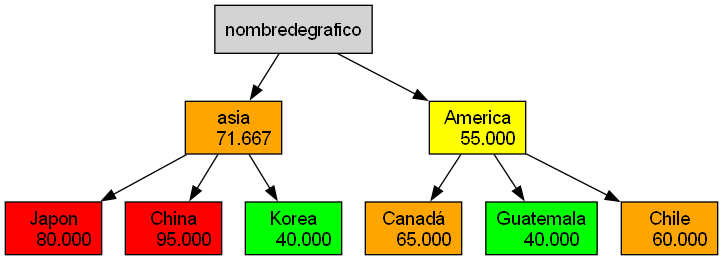 nombredegrafico
asia
71.667
America
55.000
Japon
80.000
China
95.000
Korea
40.000
Canadá
65.000
Guatemala
40.000
Chile
60.000